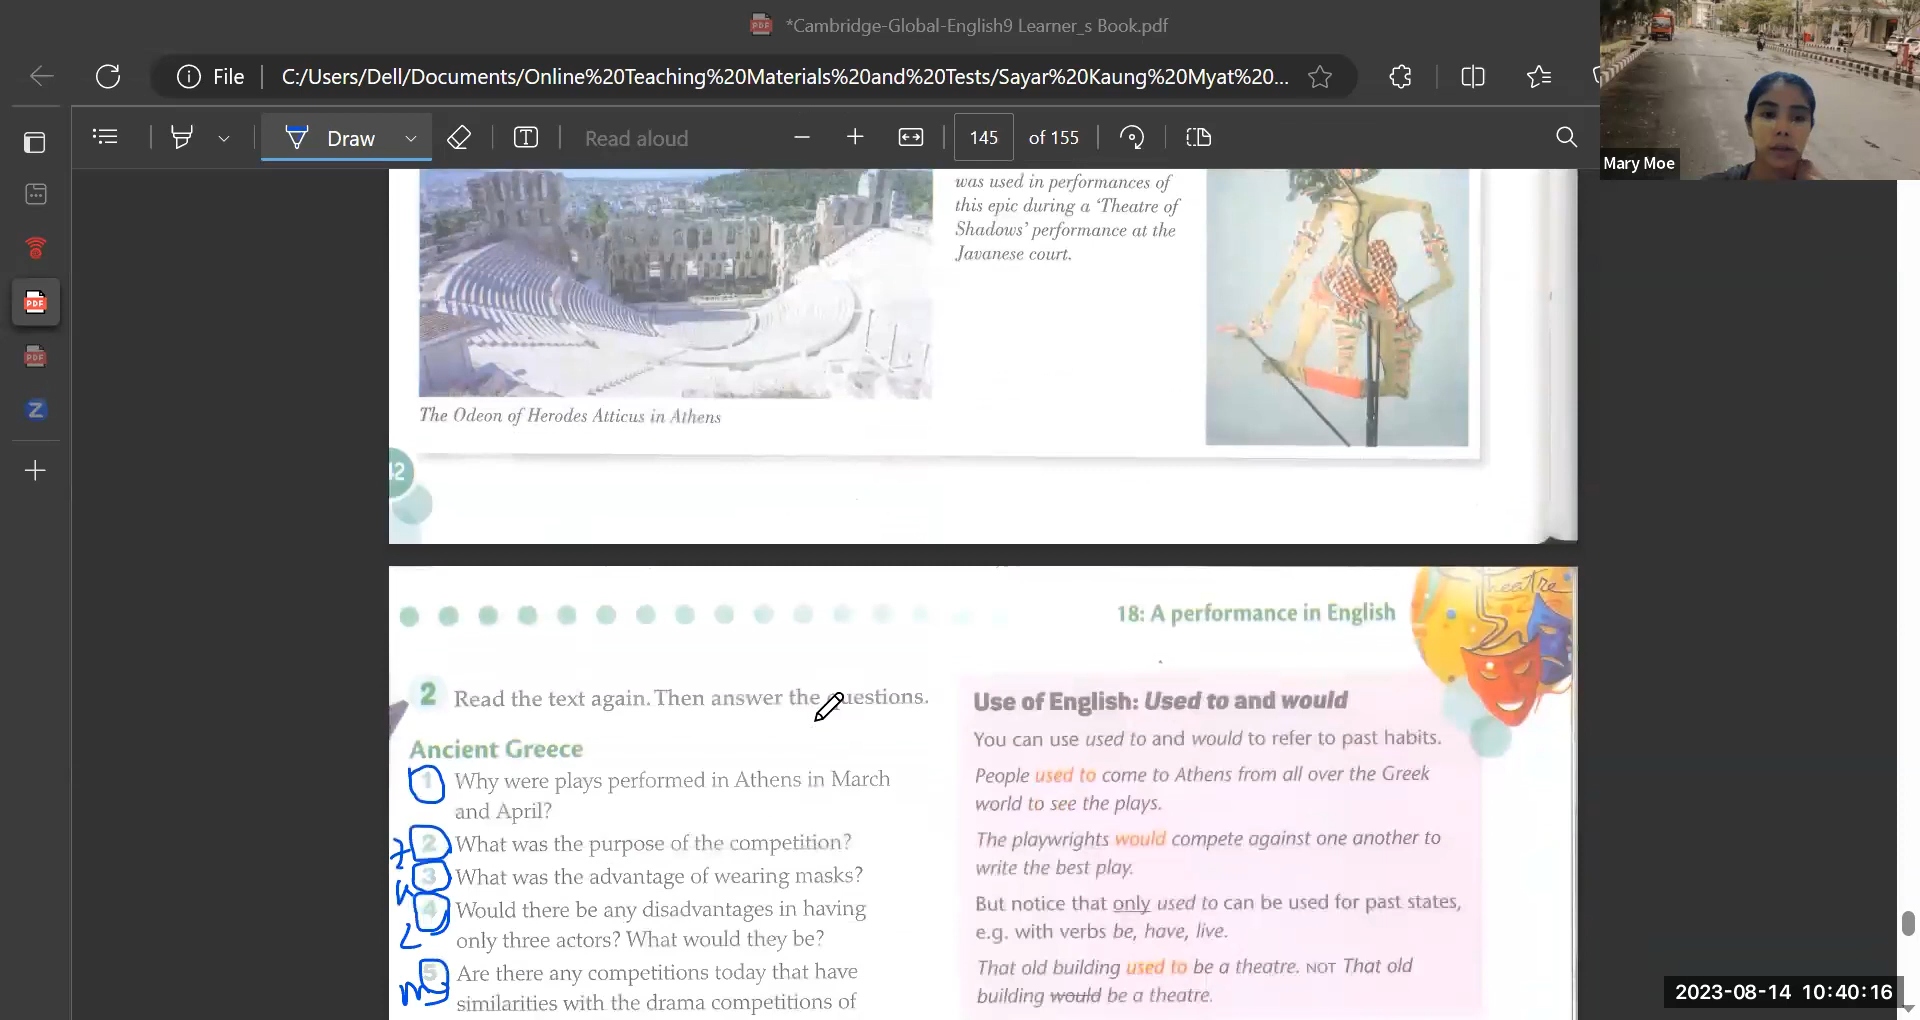 *Cambridge-Global-English9 Learner_s Book.pdf
File
C:/Users/Dell/Documents/Online%20Teaching%20Materials%20and%20Tests/Sayar%20Kaung%20Myat%20...
Draw
Read aloud
145
of 155
Mary Moe
was used in performances of
this epic during a ‘Theatre of
Shadows’ performance at the
Javanese court.
The Odeon of Herodes Atticus in Athens
42
18: A performance in English
Theatre
2 Read the text again. Then answer the questions.
Ancient Greece
1 Why were plays performed in Athens in March
and April?
2 What was the purpose of the competition?
3 What was the advantage of wearing masks?
4 Would there be any disadvantages in having
only three actors? What would they be?
5 Are there any competitions today that have
similarities with the drama competitions of
Use of English: Used to and would
You can use used to and would to refer to past habits.
People used to come to Athens from all over the Greek
world to see the plays.
The playwrights would compete against one another to
write the best play.
But notice that only used to can be used for past states,
e.g. with verbs be, have, live.
That old building used to be a theatre. NOT That old
building would be a theatre.
2023-08-14 10:40:16